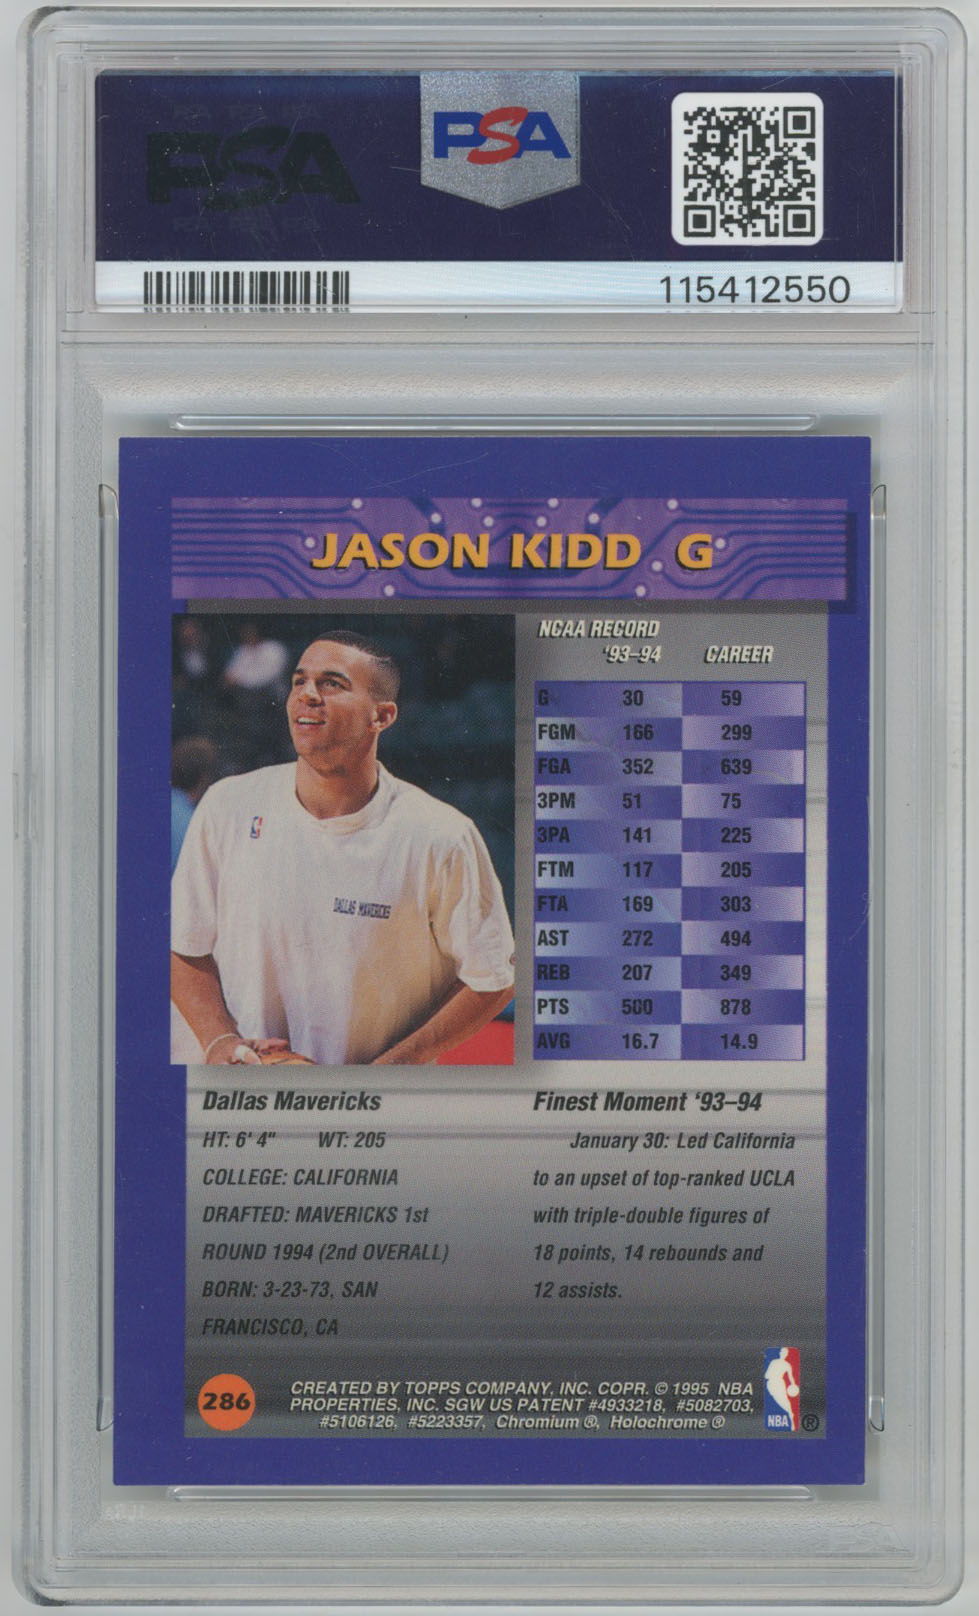 PSA
PSA
115412550
JASON KIDD G
NCAA RECORD
'93–94 CAREER
G 30 59
FGM 166 299
FGA 352 639
3PM 51 75
3PA 141 225
FTM 117 205
FTA 169 303
AST 272 494
REB 207 349
PTS 500 878
AVG 16.7 14.9
DALLAS MAVERICKS
Dallas Mavericks
HT: 6' 4" WT: 205
COLLEGE: CALIFORNIA
DRAFTED: MAVERICKS 1st
ROUND 1994 (2nd OVERALL)
BORN: 3-23-73, SAN
FRANCISCO, CA
Finest Moment '93–94
January 30: Led California
to an upset of top-ranked UCLA
with triple-double figures of
18 points, 14 rebounds and
12 assists.
286
CREATED BY TOPPS COMPANY, INC. COPR. © 1995 NBA
PROPERTIES, INC. SGW US PATENT #4933218, #5082703,
#5106126, #5223357, Chromium ®, Holochrome ®
NBA ®